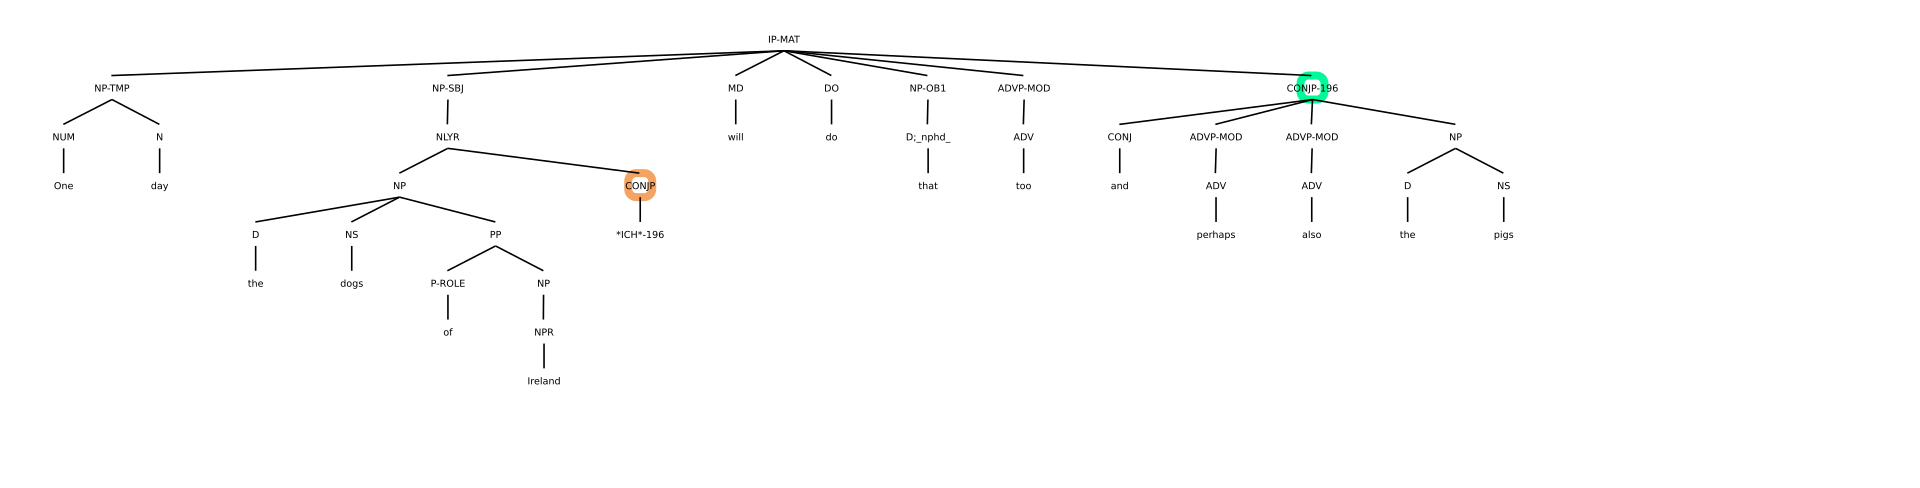 IP-MAT
NP-TMP NP-SBJ MD DO NP-OB1 ADVP-MOD CONJP-196
NUM N NLYR will do D;_nphd_ ADV CONJ ADVP-MOD ADVP-MOD NP
One day NP CONJP that too and ADV ADV D NS
D NS PP *ICH*-196 perhaps also the pigs
the dogs P-ROLE NP
of NPR
Ireland